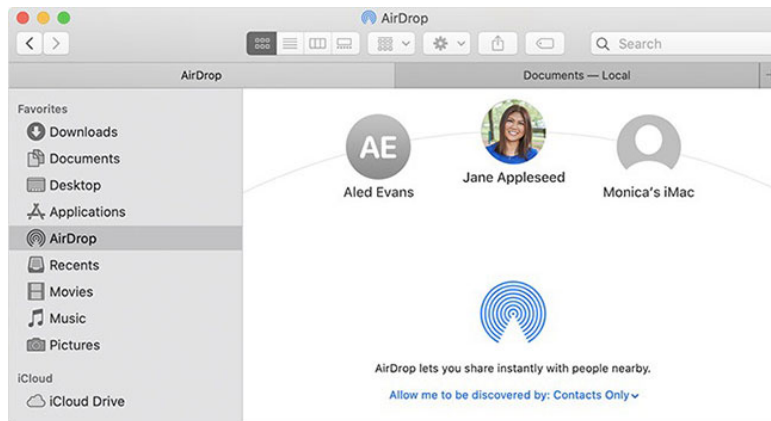 AirDrop
Search
AirDrop
Documents — Local
Favorites
Downloads
Documents
Desktop
Applications
AirDrop
Recents
Movies
Music
Pictures
iCloud
iCloud Drive
AE
Aled Evans
Jane Appleseed
Monica's iMac
AirDrop lets you share instantly with people nearby.
Allow me to be discovered by: Contacts Only